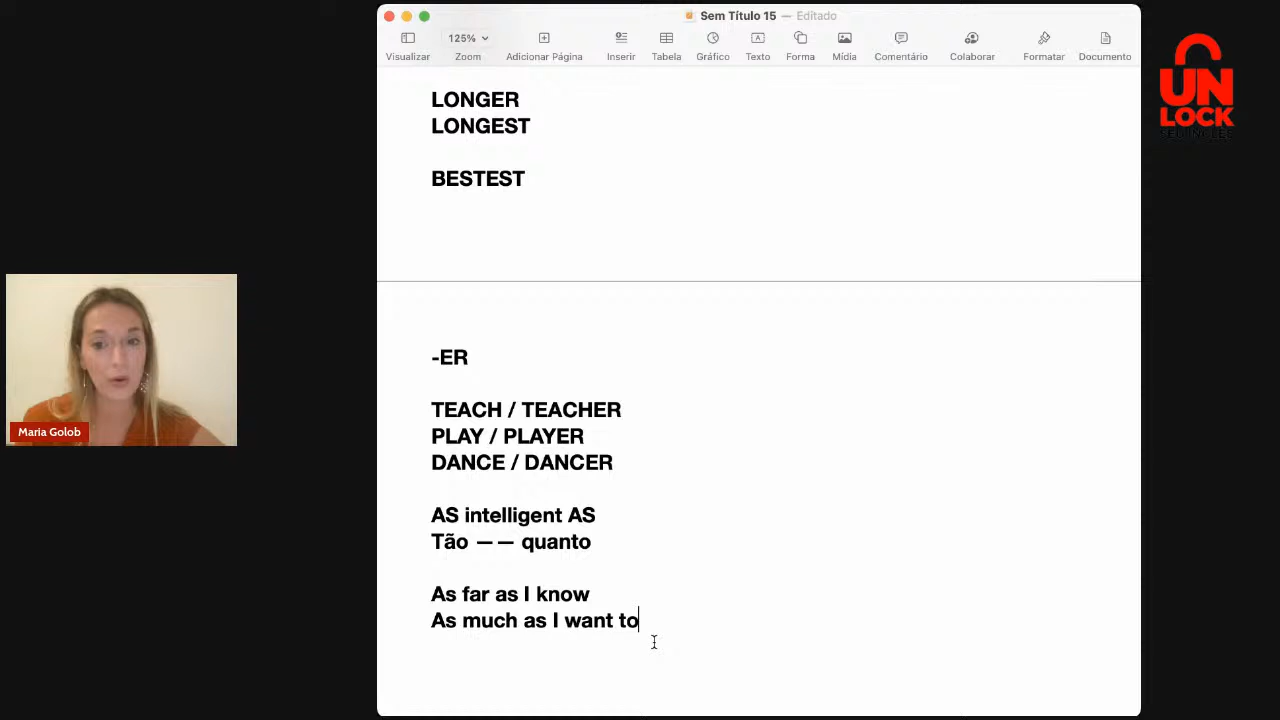 Sem Título 15 — Editado
125%
Visualizar
Zoom
Adicionar Página
Inserir
Tabela
Gráfico
Texto
Forma
Mídia
Comentário
Colaborar
Formatar
Documento
LONGER
LONGEST
BESTEST
-ER
TEACH / TEACHER
PLAY / PLAYER
DANCE / DANCER
AS intelligent AS
Tão —— quanto
As far as I know
As much as I want to
Maria Golob
UN
LOCK
SEU INGLÊS